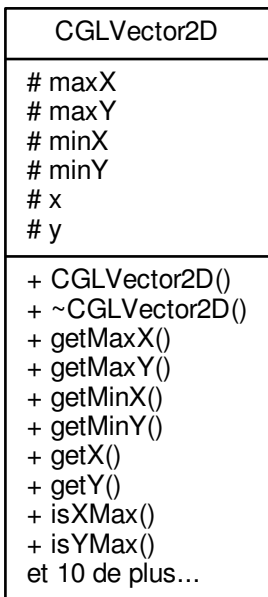 CGLVector2D
# maxX
# maxY
# minX
# minY
# x
# y
+ CGLVector2D()
+ ~CGLVector2D()
+ getMaxX()
+ getMaxY()
+ getMinX()
+ getMinY()
+ getX()
+ getY()
+ isXMax()
+ isYMax()
et 10 de plus...